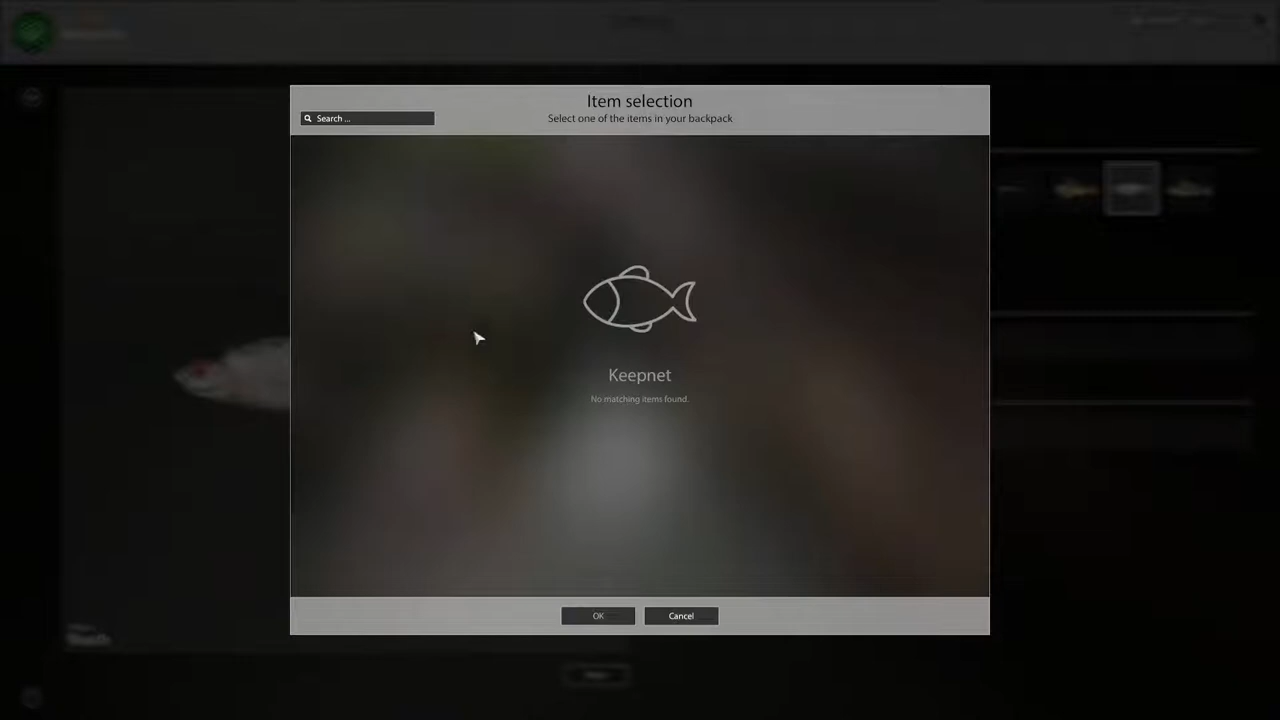 Item selection
Search ...
Select one of the items in your backpack
Keepnet
No matching items found.
OK
Cancel